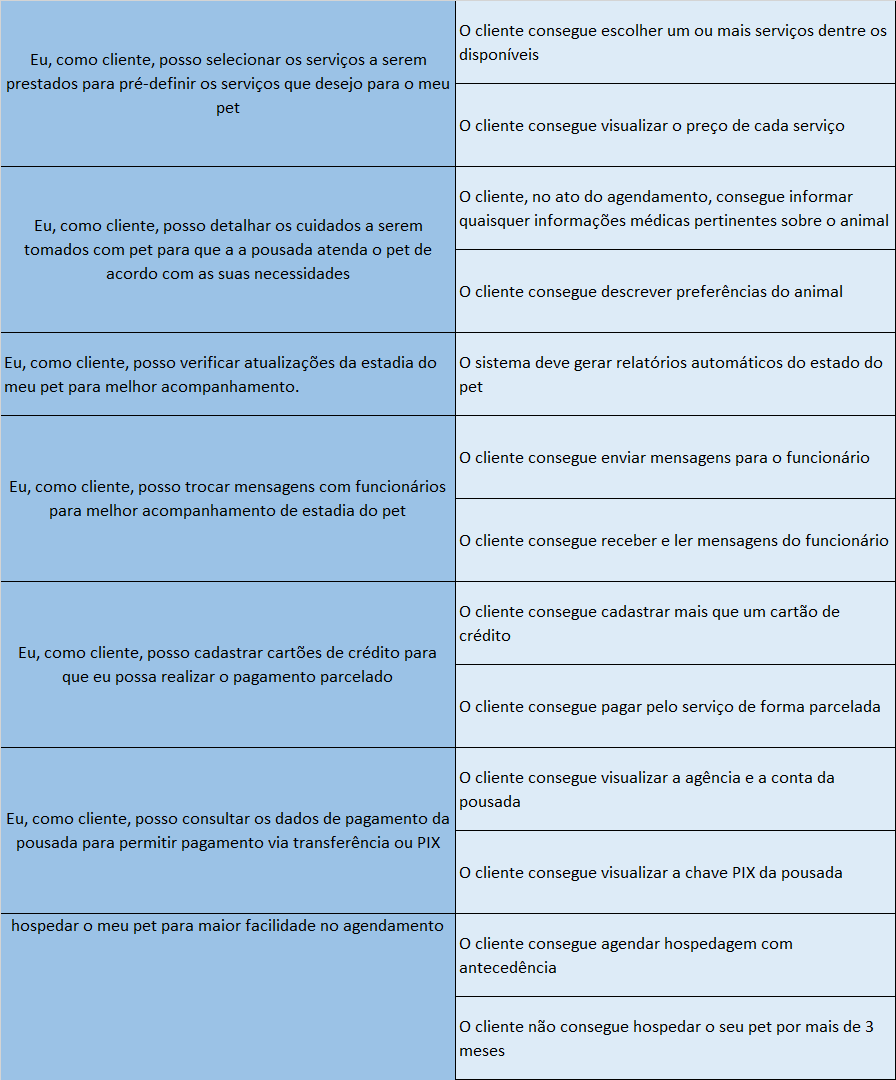 Eu, como cliente, posso selecionar os serviços a serem
prestados para pré-definir os serviços que desejo para o meu
pet
O cliente consegue escolher um ou mais serviços dentre os
disponíveis
O cliente consegue visualizar o preço de cada serviço
Eu, como cliente, posso detalhar os cuidados a serem
tomados com pet para que a a pousada atenda o pet de
acordo com as suas necessidades
O cliente, no ato do agendamento, consegue informar
quaisquer informações médicas pertinentes sobre o animal
O cliente consegue descrever preferências do animal
Eu, como cliente, posso verificar atualizações da estadia do
meu pet para melhor acompanhamento.
O sistema deve gerar relatórios automáticos do estado do
pet
Eu, como cliente, posso trocar mensagens com funcionários
para melhor acompanhamento de estadia do pet
O cliente consegue enviar mensagens para o funcionário
O cliente consegue receber e ler mensagens do funcionário
Eu, como cliente, posso cadastrar cartões de crédito para
que eu possa realizar o pagamento parcelado
O cliente consegue cadastrar mais que um cartão de
crédito
O cliente consegue pagar pelo serviço de forma parcelada
Eu, como cliente, posso consultar os dados de pagamento da
pousada para permitir pagamento via transferência ou PIX
O cliente consegue visualizar a agência e a conta da
pousada
O cliente consegue visualizar a chave PIX da pousada
hospedar o meu pet para maior facilidade no agendamento
O cliente consegue agendar hospedagem com
antecedência
O cliente não consegue hospedar o seu pet por mais de 3
meses